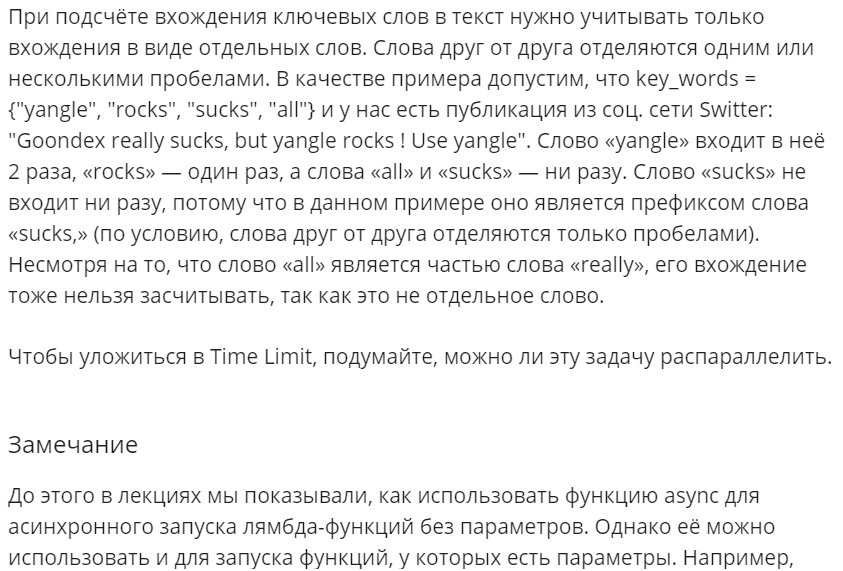 При подсчёте вхождения ключевых слов в текст нужно учитывать только
вхождения в виде отдельных слов. Слова друг от друга отделяются одним или
несколькими пробелами. В качестве примера допустим, что key_words =
{"yangle", "rocks", "sucks", "all"} и у нас есть публикация из соц. сети Switter:
"Goondex really sucks, but yangle rocks ! Use yangle". Слово «yangle» входит в неё
2 раза, «rocks» — один раз, а слова «all» и «sucks» — ни разу. Слово «sucks» не
входит ни разу, потому что в данном примере оно является префиксом слова
«sucks,» (по условию, слова друг от друга отделяются только пробелами).
Несмотря на то, что слово «all» является частью слова «really», его вхождение
тоже нельзя засчитывать, так как это не отдельное слово.
Чтобы уложиться в Time Limit, подумайте, можно ли эту задачу распараллелить.
Замечание
До этого в лекциях мы показывали, как использовать функцию async для
асинхронного запуска лямбда-функций без параметров. Однако её можно
использовать и для запуска функций, у которых есть параметры. Например,